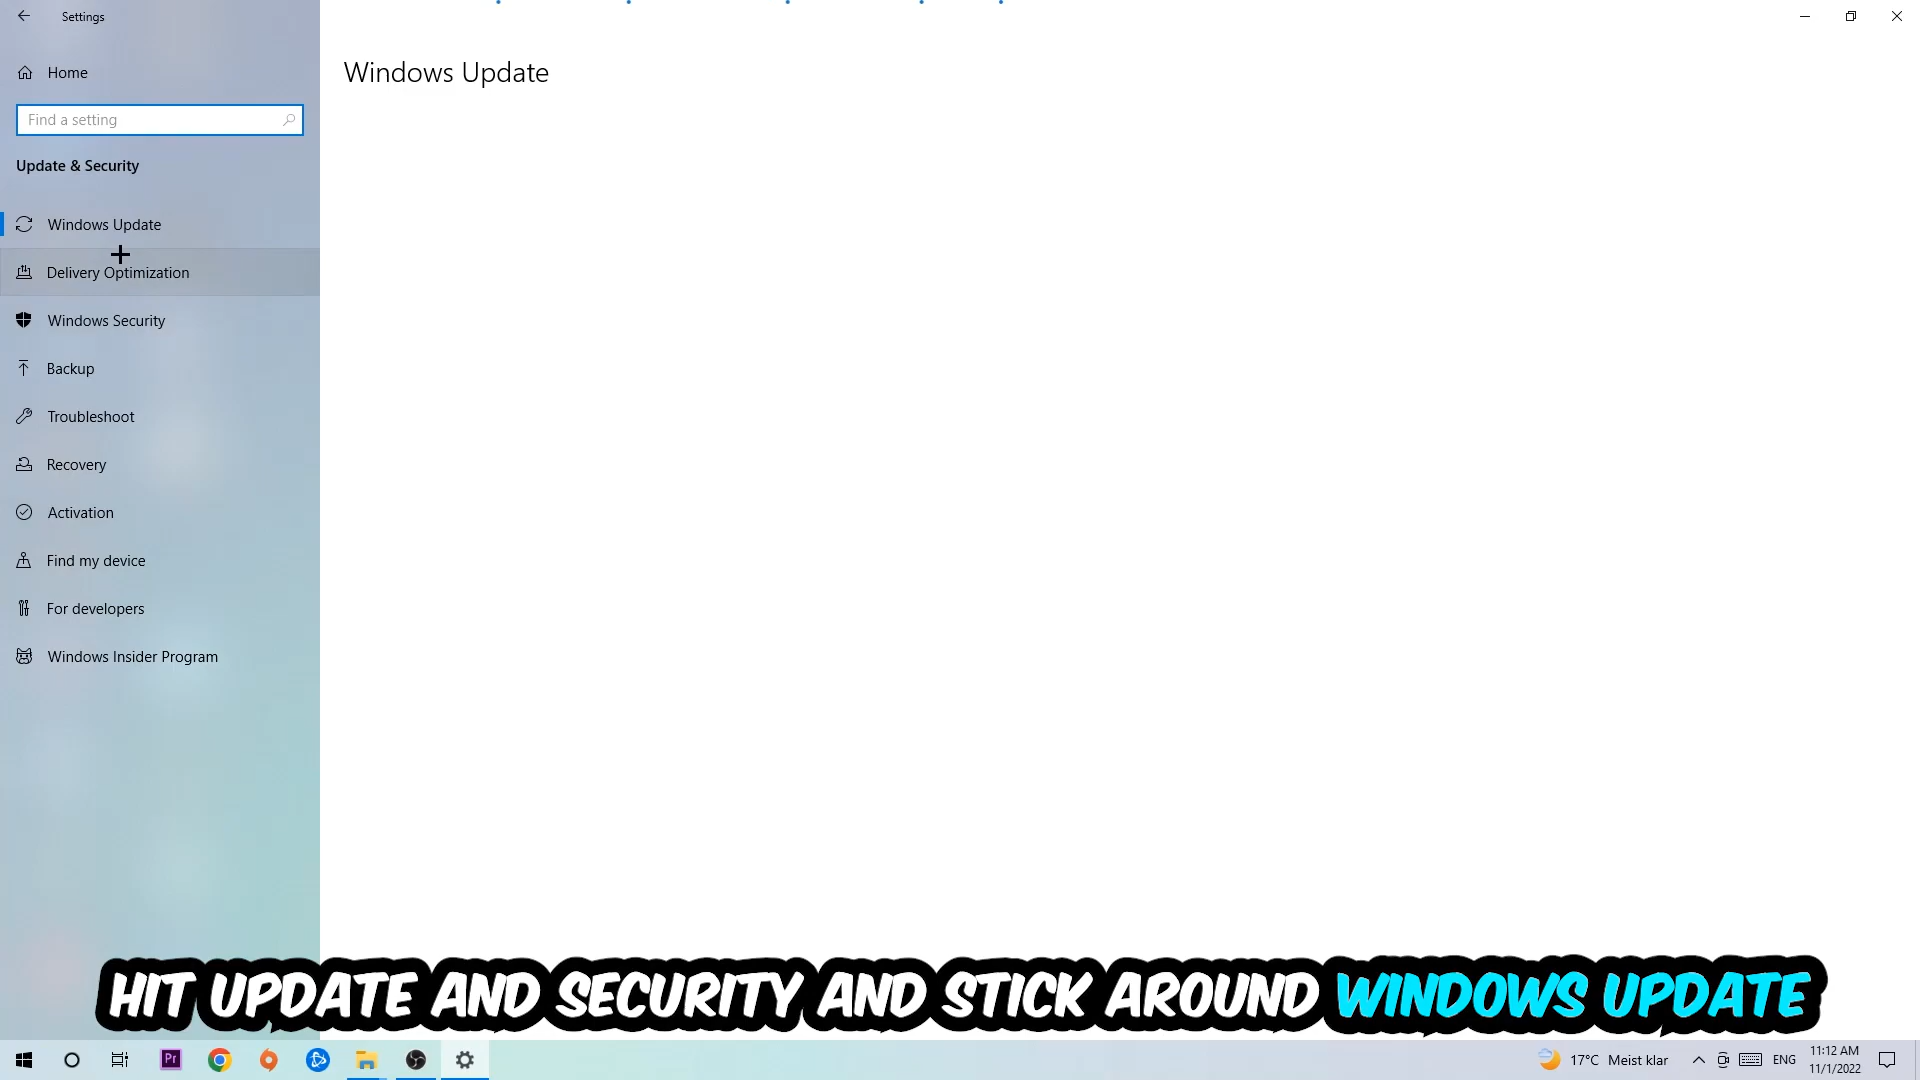 Settings
Home
Find a setting
Update & Security
Windows Update
Windows Update
Delivery Optimization
Windows Security
Backup
Troubleshoot
Recovery
Activation
Find my device
For developers
Windows Insider Program
HIT UPDATE AND SECURITY AND STICK AROUND WINDOWS UPDATE
Pr
17°C Meist klar
ENG
11:12 AM
11/1/2022